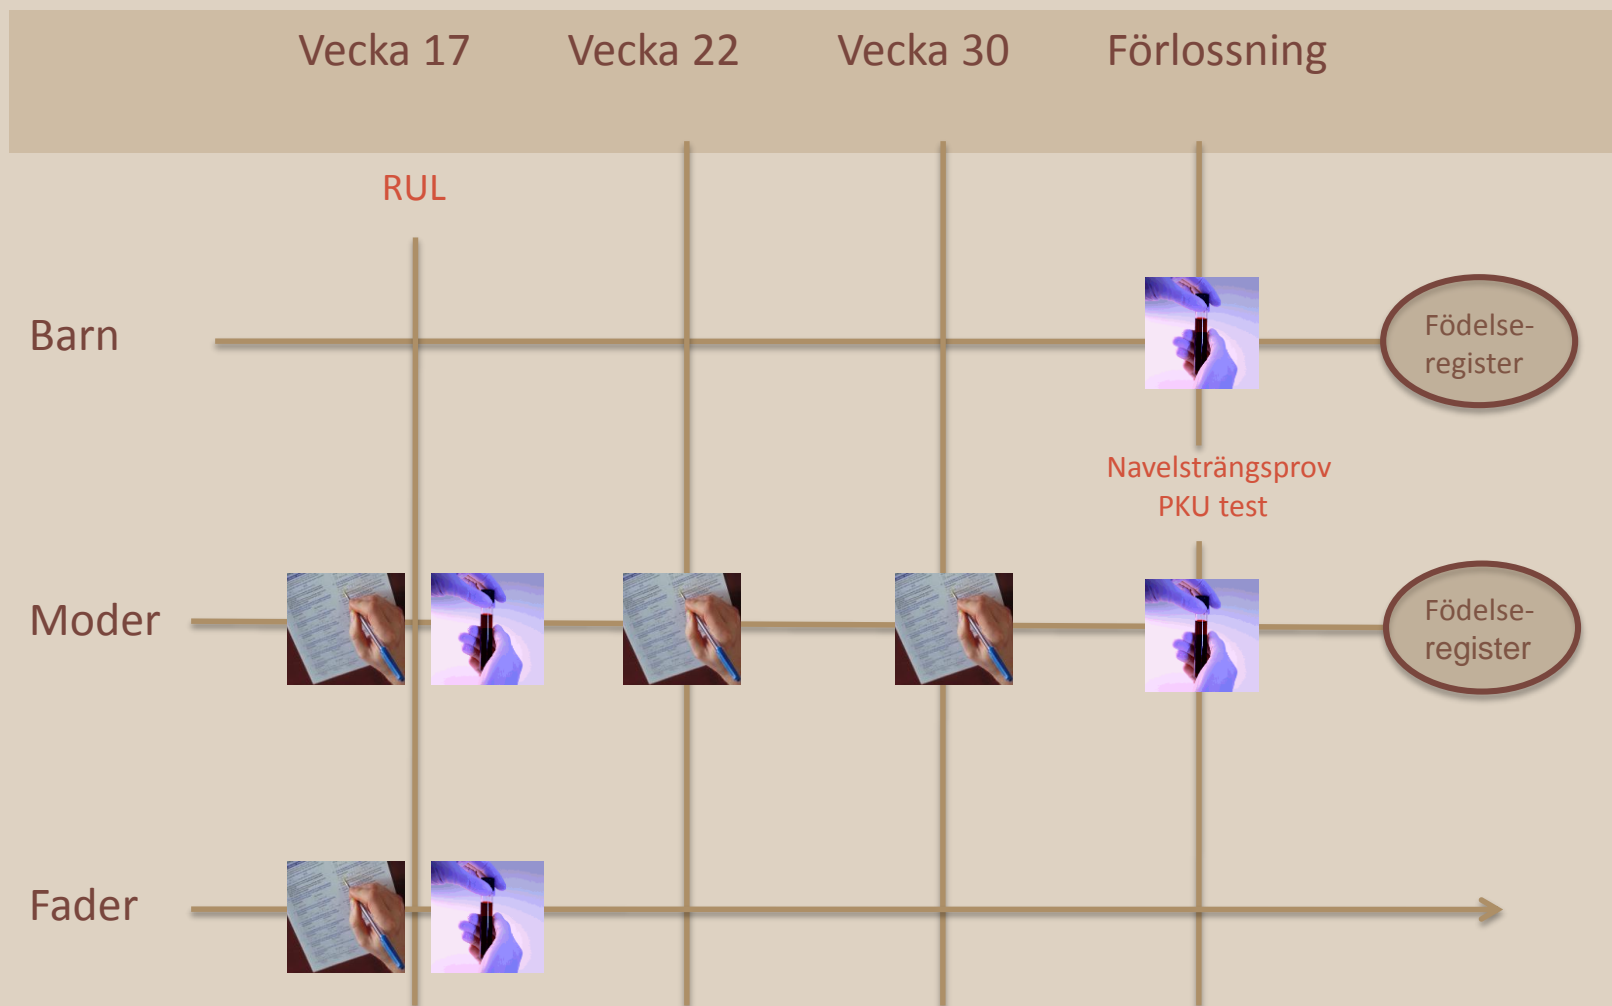 Vecka 17
Vecka 22
Vecka 30
Förlossning
RUL
Barn
Födelse-
register
Navelsträngsprov
PKU test
Moder
Födelse-
register
Fader